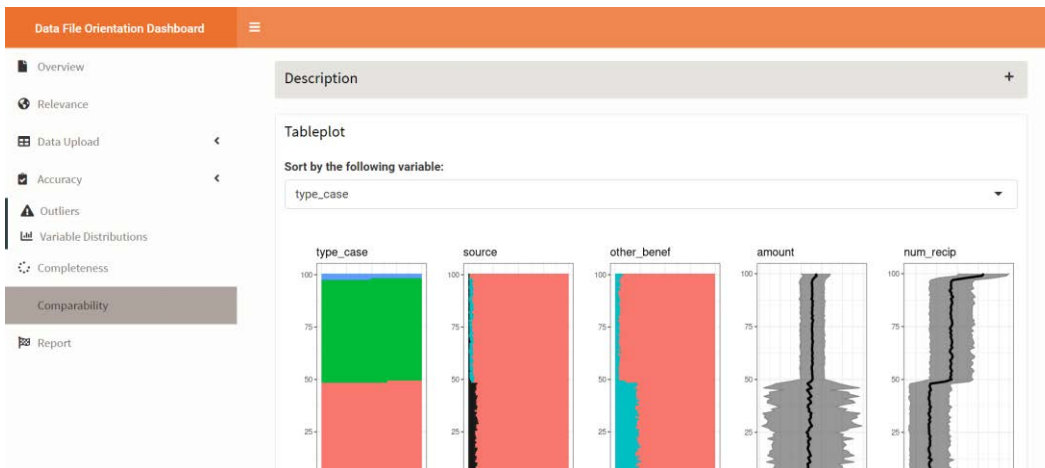 Data File Orientation Dashboard
Overview
Relevance
Data Upload
Accuracy
Outliers
Variable Distributions
Completeness
Comparability
Report
Description
Tableplot
Sort by the following variable:
type_case
type_case source other_benef amount num_recip
100 100 100 100 100
75 75 75 75 75
50 50 50 50 50
25 25 25 25 25